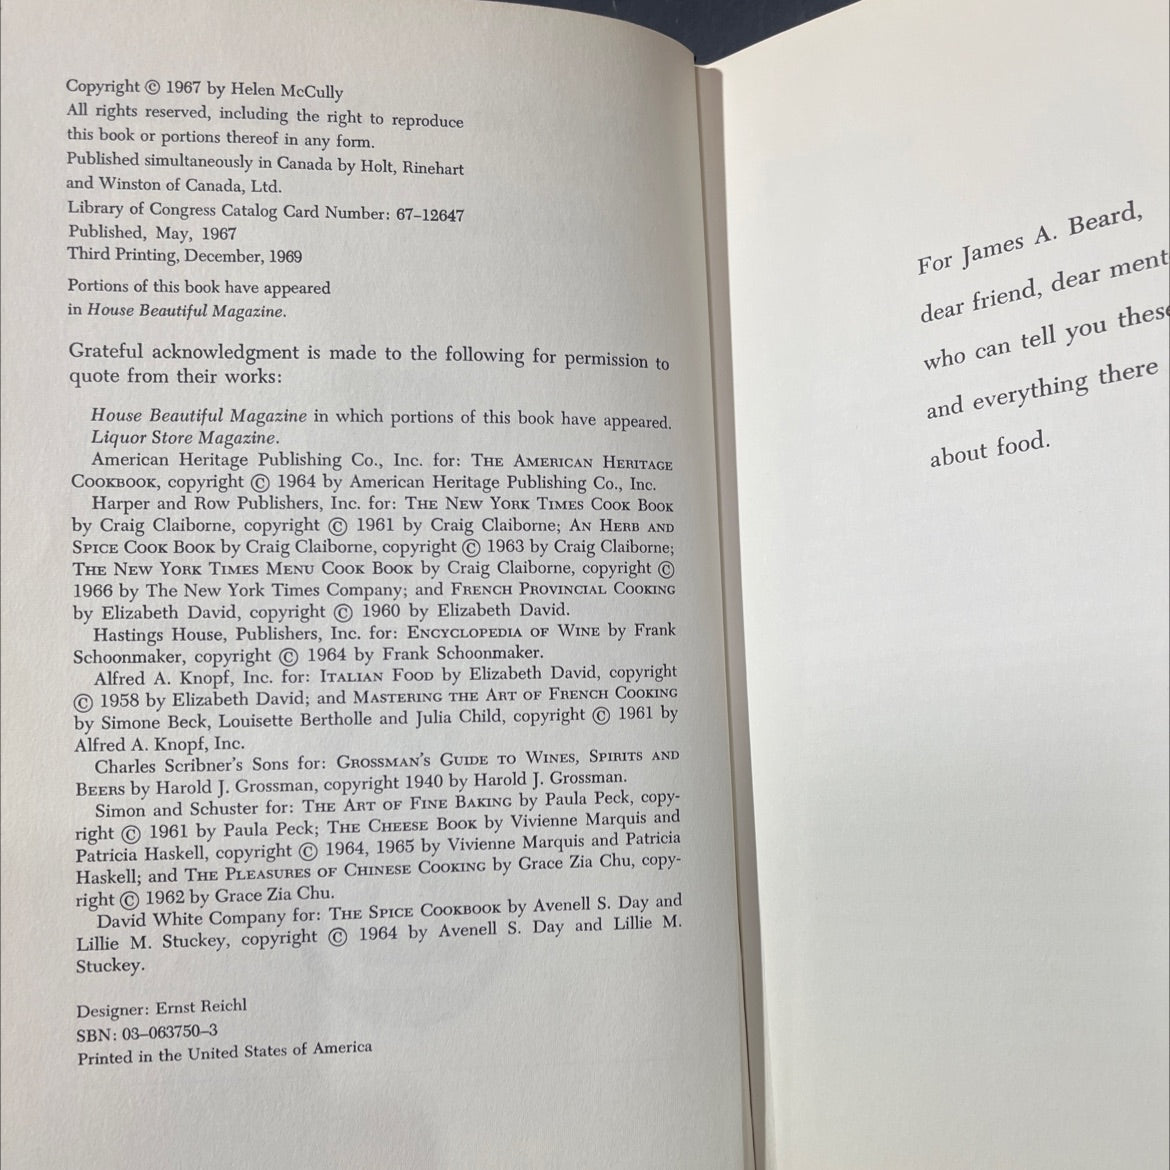 Copyright © 1967 by Helen McCully
All rights reserved, including the right to reproduce
this book or portions thereof in any form.
Published simultaneously in Canada by Holt, Rinehart
and Winston of Canada, Ltd.
Library of Congress Catalog Card Number: 67–12647
Published, May, 1967
Third Printing, December, 1969
Portions of this book have appeared
in House Beautiful Magazine.
Grateful acknowledgment is made to the following for permission to
quote from their works:
House Beautiful Magazine in which portions of this book have appeared.
Liquor Store Magazine.
American Heritage Publishing Co., Inc. for: THE AMERICAN HERITAGE
COOKBOOK, copyright © 1964 by American Heritage Publishing Co., Inc.
Harper and Row Publishers, Inc. for: THE NEW YORK TIMES COOK BOOK
by Craig Claiborne, copyright © 1961 by Craig Claiborne; AN HERB AND
SPICE COOK BOOK by Craig Claiborne, copyright © 1963 by Craig Claiborne;
THE NEW YORK TIMES MENU COOK BOOK by Craig Claiborne, copyright ©
1966 by The New York Times Company; and FRENCH PROVINCIAL COOKING
by Elizabeth David, copyright © 1960 by Elizabeth David.
Hastings House, Publishers, Inc. for: ENCYCLOPEDIA OF WINE by Frank
Schoonmaker, copyright © 1964 by Frank Schoonmaker.
Alfred A. Knopf, Inc. for: ITALIAN FOOD by Elizabeth David, copyright
© 1958 by Elizabeth David; and MASTERING THE ART OF FRENCH COOKING
by Simone Beck, Louisette Bertholle and Julia Child, copyright © 1961 by
Alfred A. Knopf, Inc.
Charles Scribner's Sons for: GROSSMAN'S GUIDE TO WINES, SPIRITS AND
BEERS by Harold J. Grossman, copyright 1940 by Harold J. Grossman.
Simon and Schuster for: THE ART OF FINE BAKING by Paula Peck, copy-
right © 1961 by Paula Peck; THE CHEESE BOOK by Vivienne Marquis and
Patricia Haskell, copyright © 1964, 1965 by Vivienne Marquis and Patricia
Haskell; and THE PLEASURES OF CHINESE COOKING by Grace Zia Chu, copy-
right © 1962 by Grace Zia Chu.
David White Company for: THE SPICE COOKBOOK by Avenell S. Day and
Lillie M. Stuckey, copyright © 1964 by Avenell S. Day and Lillie M.
Stuckey.
Designer: Ernst Reichl
SBN: 03–063750–3
Printed in the United States of America
For James A. Beard,
dear friend, dear ment
who can tell you these
and everything there
about food.